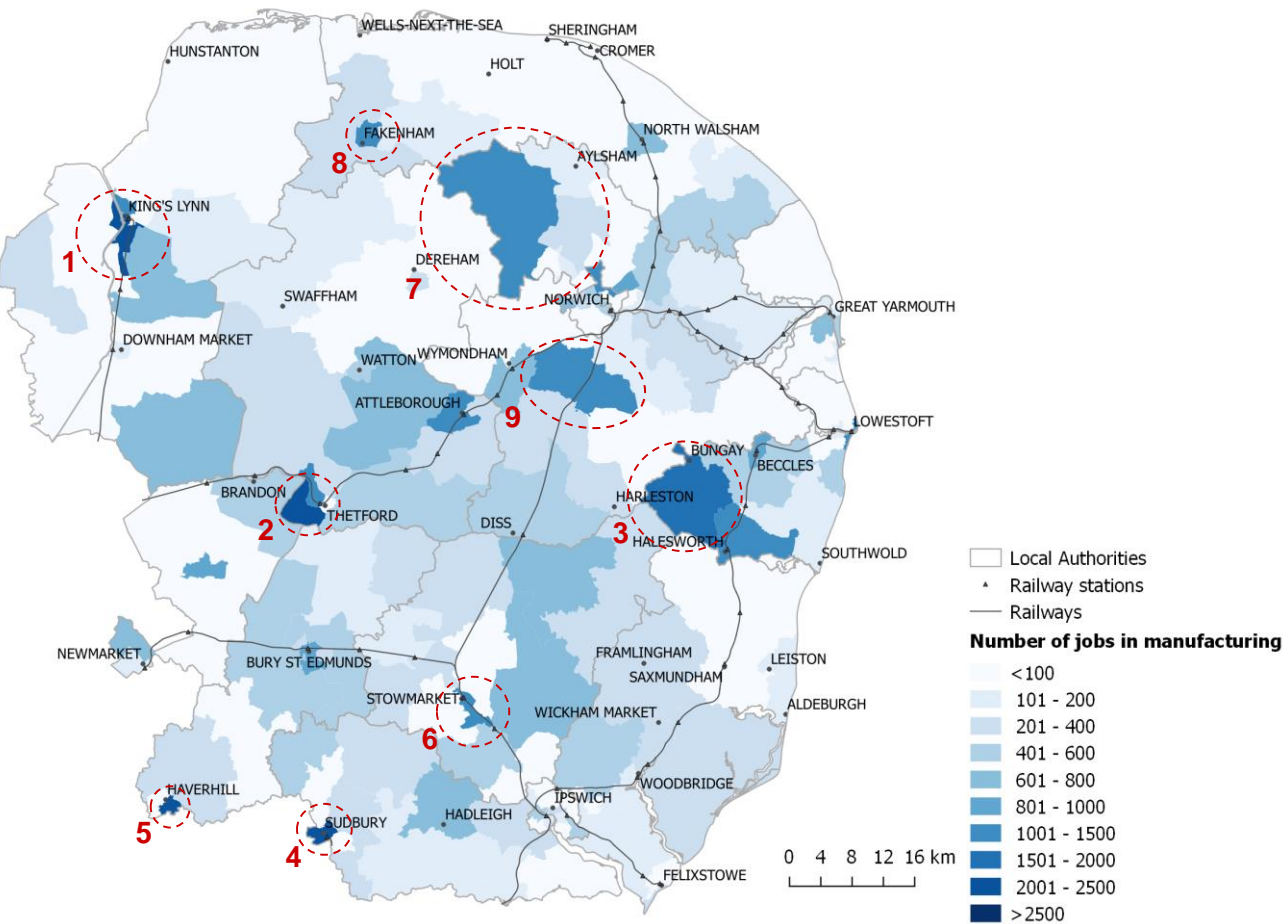 WELLS-NEXT-THE-SEA
SHERINGHAM
CROMER
HUNSTANTON
HOLT
FAKENHAM
NORTH WALSHAM
8
AYLSHAM
KING'S LYNN
1
DEREHAM
7
SWAFFHAM
NORWICH
GREAT YARMOUTH
DOWNHAM MARKET
WYMONDHAM
WATTON
ATTLEBOROUGH
9
LOWESTOFT
BUNGAY
BECCLES
BRANDON
HARLESTON
THETFORD
2
DISS
3
HALESWORTH
SOUTHWOLD
NEWMARKET
BURY ST EDMUNDS
FRAMLINGHAM
SAXMUNDHAM
LEISTON
STOWMARKET
WICKHAM MARKET
ALDEBURGH
6
WOODBRIDGE
HAVERHILL
IPSWICH
5
SUDBURY
HADLEIGH
4
FELIXSTOWE
0 4 8 12 16 km
Local Authorities
Railway stations
Railways
Number of jobs in manufacturing
<100
101 - 200
201 - 400
401 - 600
601 - 800
801 - 1000
1001 - 1500
1501 - 2000
2001 - 2500
>2500